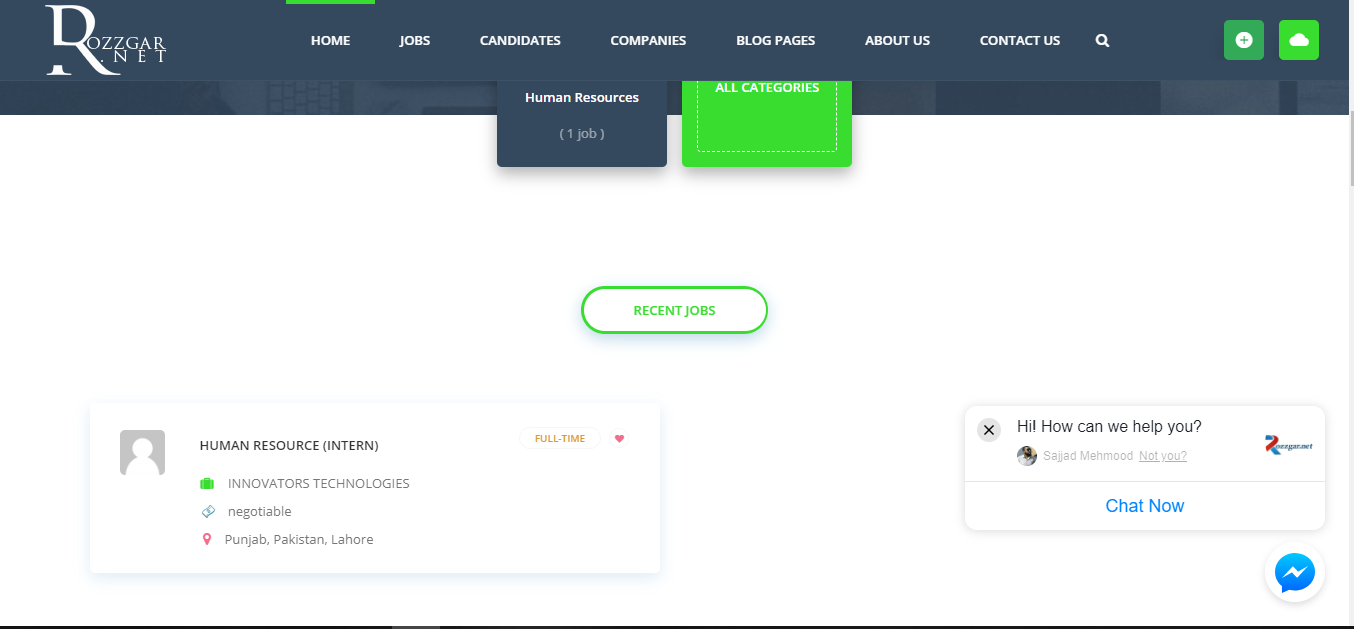 ROZZGAR
.NET
HOME JOBS CANDIDATES COMPANIES BLOG PAGES ABOUT US CONTACT US
ALL CATEGORIES
Human Resources
( 1 job )
RECENT JOBS
HUMAN RESOURCE (INTERN)
FULL-TIME
INNOVATORS TECHNOLOGIES
negotiable
Punjab, Pakistan, Lahore
Hi! How can we help you?
Sajjad Mehmood Not you?
Rozzgar.net
Chat Now